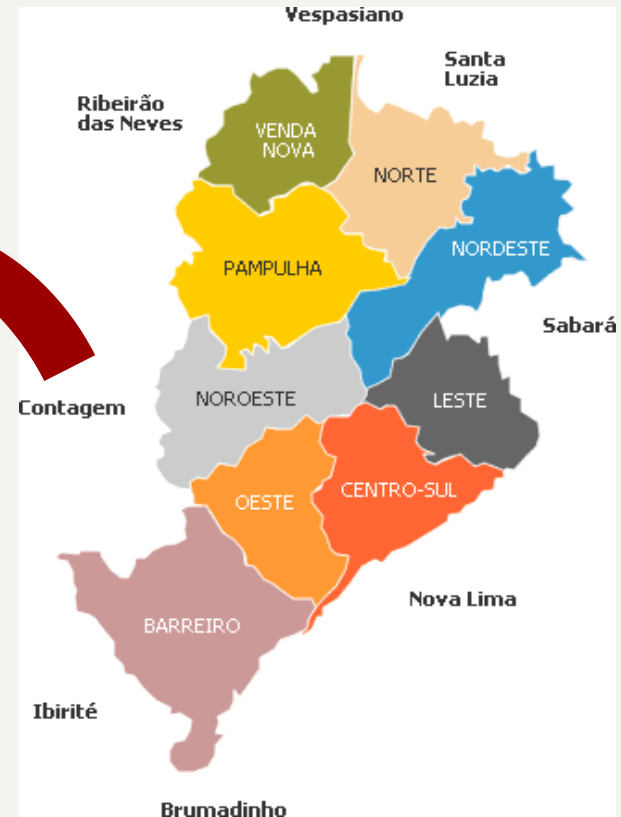 Vespasiano
Santa
Luzia
Ribeirão
das Neves
VENDA
NOVA
NORTE
NORDESTE
PAMPULHA
Sabará
Contagem
NOROESTE
LESTE
CENTRO-SUL
OESTE
Nova Lima
BARREIRO
Ibirité
Brumadinho